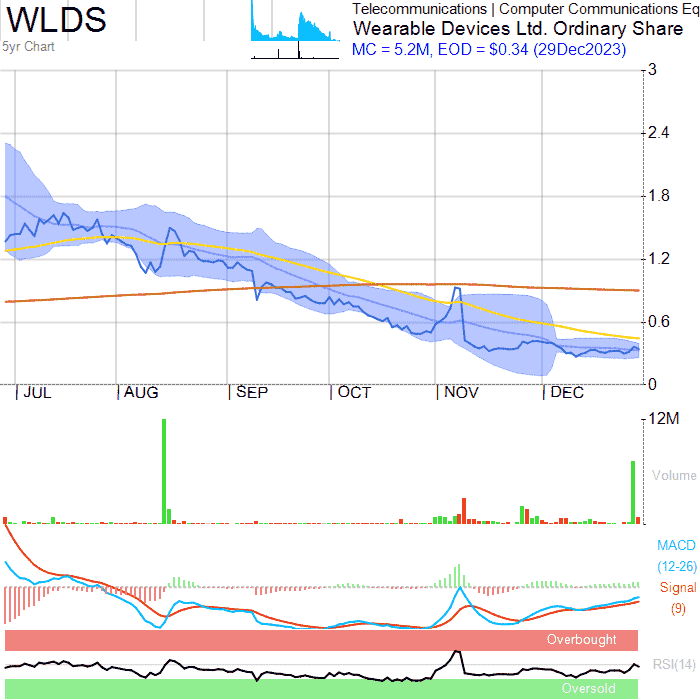 WLDS
5yr Chart
Telecommunications | Computer Communications Eq
Wearable Devices Ltd. Ordinary Share
MC = 5.2M, EOD = $0.34 (29Dec2023)
3
2.4
1.8
1.2
0.6
0
JUL AUG SEP OCT NOV DEC
12M
Volume
MACD
(12-26)
Signal
(9)
Overbought
RSI(14)
Oversold